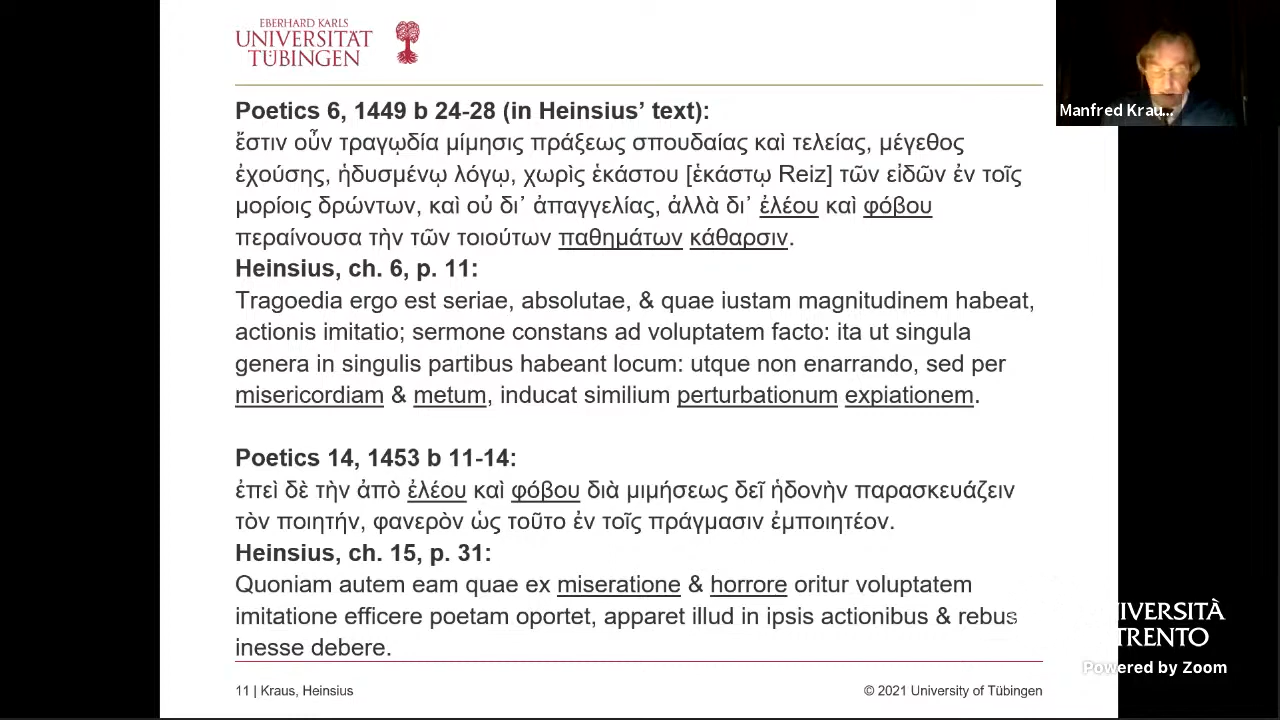 EBERHARD KARLS
UNIVERSITÄT
TÜBINGEN
Manfred Krau...
Poetics 6, 1449 b 24-28 (in Heinsius’ text):
ἔστιν οὖν τραγῳδία μίμησις πράξεως σπουδαίας καὶ τελείας, μέγεθος
ἐχούσης, ἡδυσμένῳ λόγῳ, χωρὶς ἑκάστου [ἑκάστῳ Reiz] τῶν εἰδῶν ἐν τοῖς
μορίοις δρώντων, καὶ οὐ δι᾽ ἀπαγγελίας, ἀλλὰ δι᾽ ἐλέου καὶ φόβου
περαίνουσα τὴν τῶν τοιούτων παθημάτων κάθαρσιν.
Heinsius, ch. 6, p. 11:
Tragoedia ergo est seriae, absolutae, & quae iustam magnitudinem habeat,
actionis imitatio; sermone constans ad voluptatem facto: ita ut singula
genera in singulis partibus habeant locum: utque non enarrando, sed per
misericordiam & metum, inducat similium perturbationum expiationem.
Poetics 14, 1453 b 11-14:
ἐπεὶ δὲ τὴν ἀπὸ ἐλέου καὶ φόβου διὰ μιμήσεως δεῖ ἡδονὴν παρασκευάζειν
τὸν ποιητήν, φανερὸν ὡς τοῦτο ἐν τοῖς πράγμασιν ἐμποιητέον.
Heinsius, ch. 15, p. 31:
Quoniam autem eam quae ex miseratione & horrore oritur voluptatem
imitatione efficere poetam oportet, apparet illud in ipsis actionibus & rebus
inesse debere.
11 | Kraus, Heinsius
© 2021 University of Tübingen
IVERSITÀ
TRENTO
Powered by Zoom